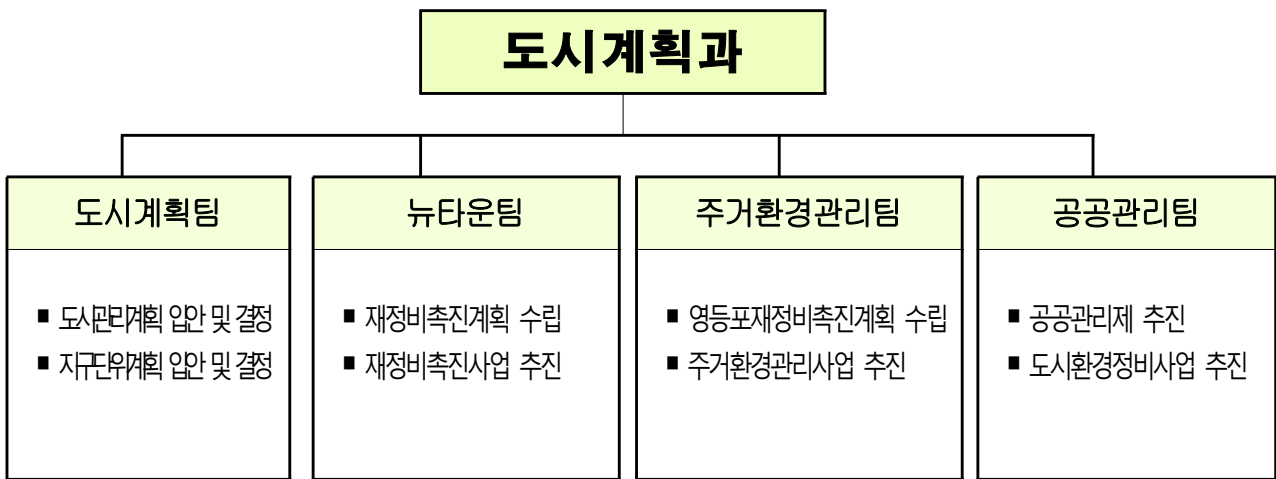 도시계획과
도시계획팀
■ 도시관리계획 입안 및 결정
■ 지구단위계획 입안 및 결정
뉴타운팀
■ 재정비촉진계획 수립
■ 재정비촉진사업 추진
주거환경관리팀
■ 영등포재정비촉진계획 수립
■ 주거환경관리사업 추진
공공관리팀
■ 공공관리제 추진
■ 도시환경정비사업 추진